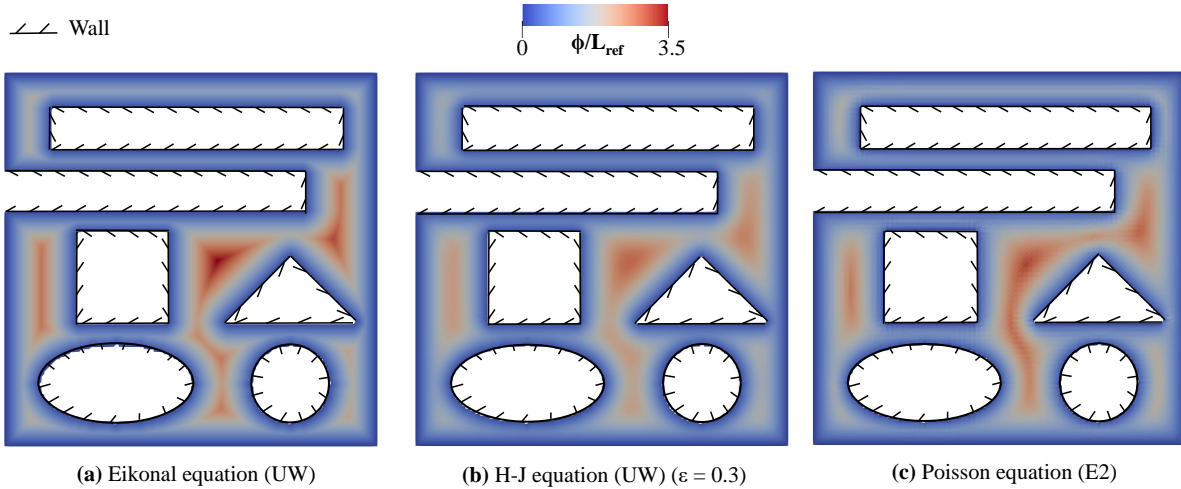 Wall
0 ϕ/L_ref 3.5
(a) Eikonal equation (UW)
(b) H-J equation (UW) (ε = 0.3)
(c) Poisson equation (E2)